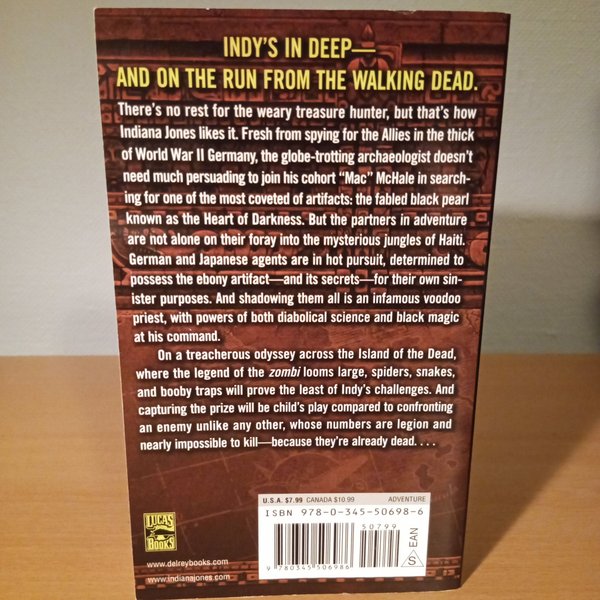 INDY'S IN DEEP—
AND ON THE RUN FROM THE WALKING DEAD.
There's no rest for the weary treasure hunter, but that's how
Indiana Jones likes it. Fresh from spying for the Allies in the thick
of World War II Germany, the globe-trotting archaeologist doesn't
need much persuading to join his cohort "Mac" McHale in search-
ing for one of the most coveted of artifacts: the fabled black pearl
known as the Heart of Darkness. But the partners in adventure
are not alone on their foray into the mysterious jungles of Haiti.
German and Japanese agents are in hot pursuit, determined to
possess the ebony artifact—and its secrets—for their own sin-
ister purposes. And shadowing them all is an infamous voodoo
priest, with powers of both diabolical science and black magic
at his command.
On a treacherous odyssey across the Island of the Dead,
where the legend of the zombi looms large, spiders, snakes,
and booby traps will prove the least of Indy's challenges. And
capturing the prize will be child's play compared to confronting
an enemy unlike any other, whose numbers are legion and
nearly impossible to kill—because they're already dead. . . .
U.S.A. $7.99 CANADA $10.99 ADVENTURE
ISBN 978-0-345-50698-6
50799
EAN
S
9 780345 506986
LUCAS
BOOKS
www.delreybooks.com
www.indianajones.com